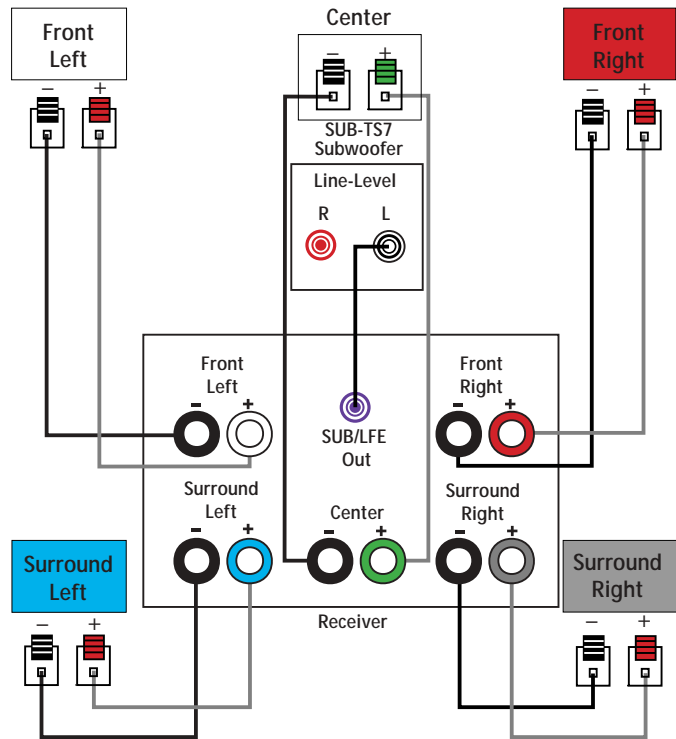 Center
Front
Left
Front
Right
− +
− +
− +
SUB-TS7
Subwoofer
Line-Level
R L
Front
Left
Front
Right
- +
- +
SUB/LFE
Out
Surround
Left
Center
Surround
Right
- +
- +
- +
Surround
Left
Surround
Right
Receiver
− +
− +